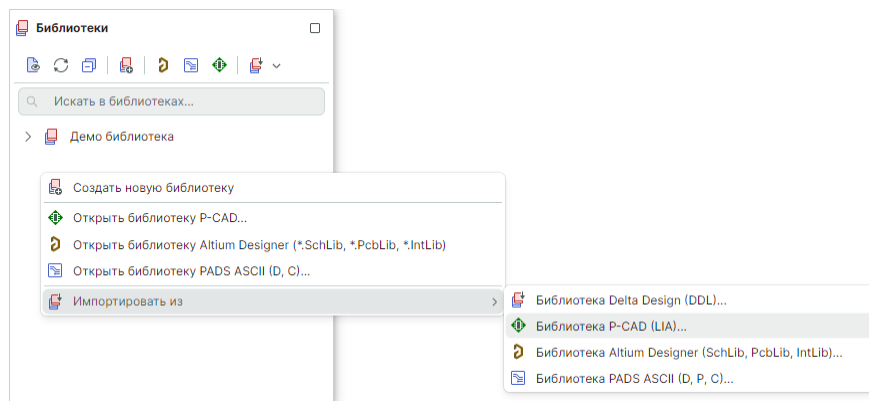 Библиотеки
Искать в библиотеках...
Демо библиотека
Создать новую библиотеку
Открыть библиотеку P-CAD...
Открыть библиотеку Altium Designer (*.SchLib, *.PcbLib, *.IntLib)
Открыть библиотеку PADS ASCII (D, C)...
Импортировать из
Библиотека Delta Design (DDL)...
Библиотека P-CAD (LIA)...
Библиотека Altium Designer (SchLib, PcbLib, IntLib)...
Библиотека PADS ASCII (D, P, C)...